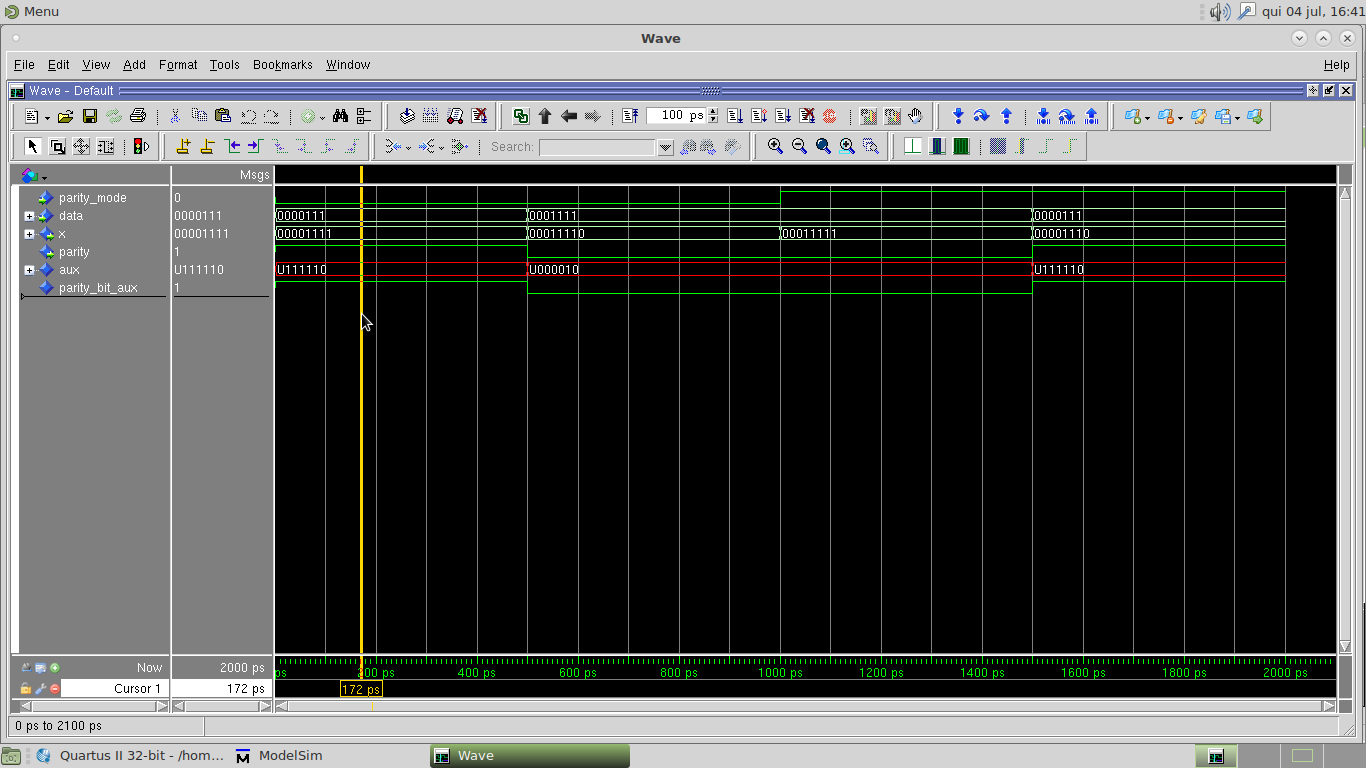 Menu
qui 04 jul, 16:41
Wave
File Edit View Add Format Tools Bookmarks Window Help
Wave - Default
100 ps
Search:
Msgs
parity_mode 0
data 0000111 0000111 0001111 0000111
x 00001111 00001111 00011110 00011111 00001110
parity 1
aux U111110 U111110 U000010 U111110
parity_bit_aux 1
Now 2000 ps ps 200 ps 400 ps 600 ps 800 ps 1000 ps 1200 ps 1400 ps 1600 ps 1800 ps 2000 ps
Cursor 1 172 ps 172 ps
0 ps to 2100 ps
Quartus II 32-bit - /hom... ModelSim Wave